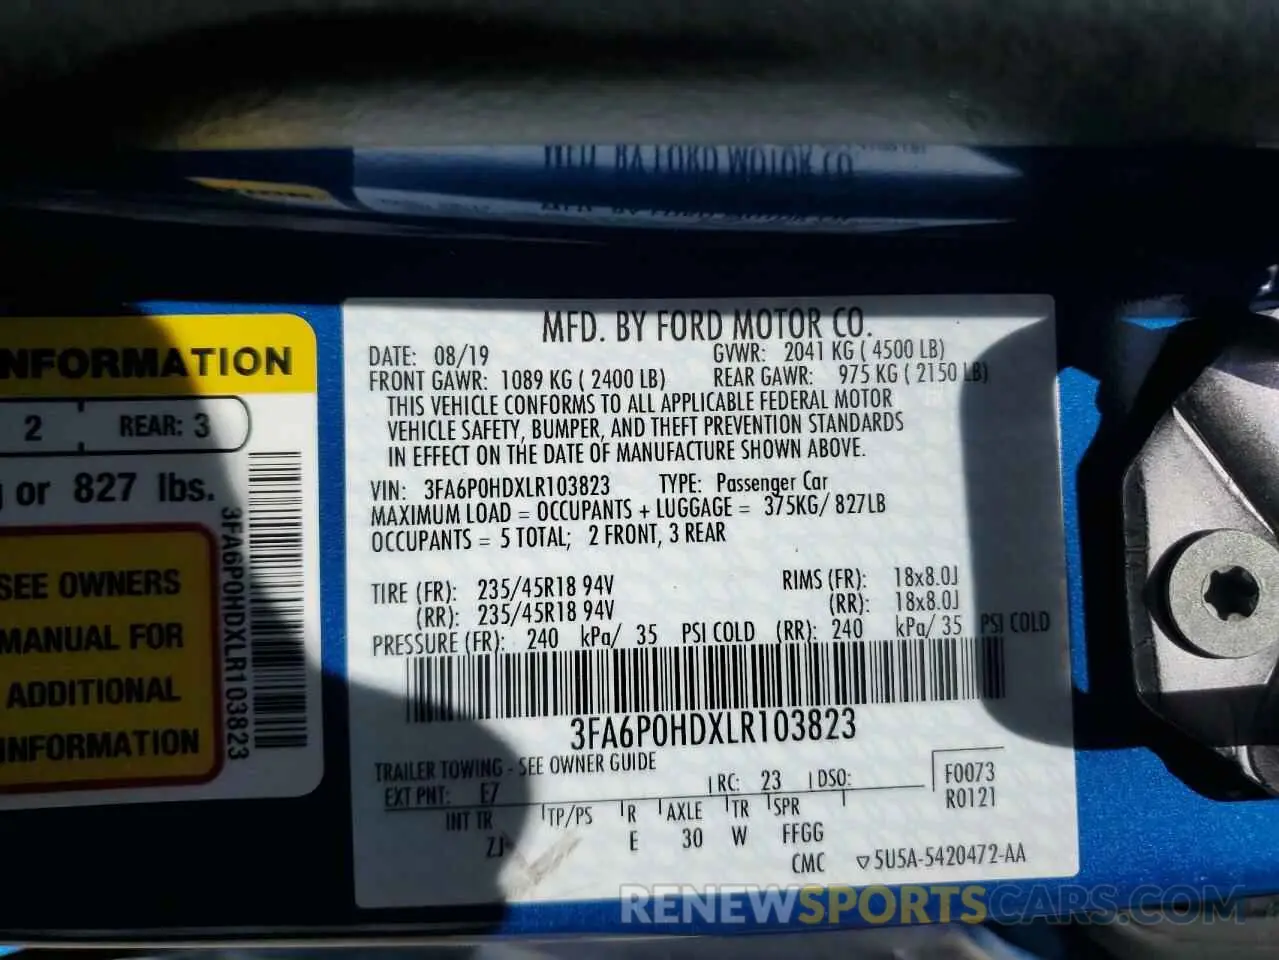 MFD. BY FORD MOTOR CO.
NFORMATION
2 REAR: 3
or 827 lbs.
SEE OWNERS
MANUAL FOR
ADDITIONAL
INFORMATION
3FA6P0HDXLR103823
MFD. BY FORD MOTOR CO.
DATE: 08/19 GVWR: 2041 KG ( 4500 LB)
FRONT GAWR: 1089 KG ( 2400 LB) REAR GAWR: 975 KG ( 2150 LB)
THIS VEHICLE CONFORMS TO ALL APPLICABLE FEDERAL MOTOR
VEHICLE SAFETY, BUMPER, AND THEFT PREVENTION STANDARDS
IN EFFECT ON THE DATE OF MANUFACTURE SHOWN ABOVE.
VIN: 3FA6P0HDXLR103823 TYPE: Passenger Car
MAXIMUM LOAD = OCCUPANTS + LUGGAGE = 375KG/ 827LB
OCCUPANTS = 5 TOTAL; 2 FRONT, 3 REAR
TIRE (FR): 235/45R18 94V RIMS (FR): 18x8.0J
(RR): 235/45R18 94V (RR): 18x8.0J
PRESSURE (FR): 240 kPa/ 35 PSI COLD (RR): 240 kPa/ 35 PSI COLD
3FA6P0HDXLR103823
TRAILER TOWING - SEE OWNER GUIDE
EXT PNT: E7 RC: 23 DSO: F0073
R0121
INT TR TP/PS R AXLE TR SPR
ZJ E 30 W FFGG
CMC ▽5U5A-5420472-AA
RENEWSPORTSCARS.COM